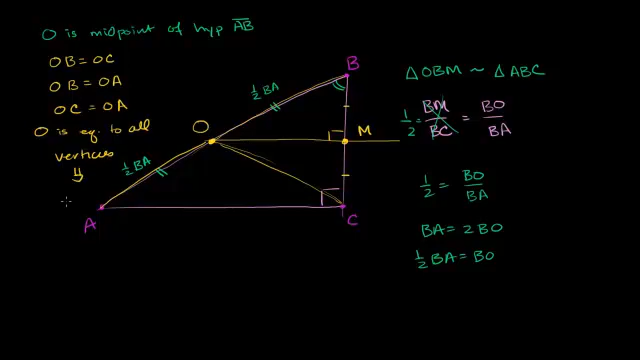 O is midpoint of hyp AB
OB = OC
OB = OA
OC = OA
O is eq. to all
vertices
⇓
½ BA
½ BA
O
B
M
A
C
△OBM ~ △ABC
½ = BM/BC = BO/BA
½ = BO/BA
BA = 2BO
½ BA = BO